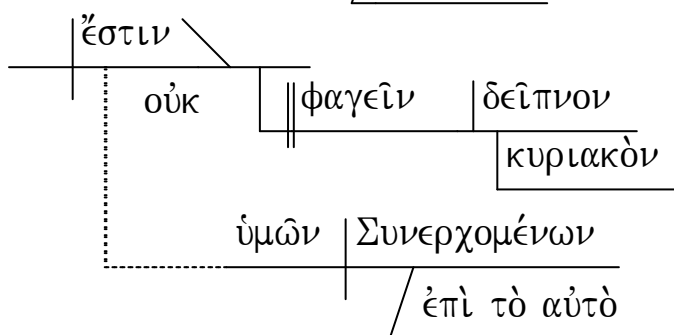 ἔστιν
οὐκ
φαγεῖν δεῖπνον
κυριακὸν
ὑμῶν Συνερχομένων
ἐπὶ τὸ αὐτὸ